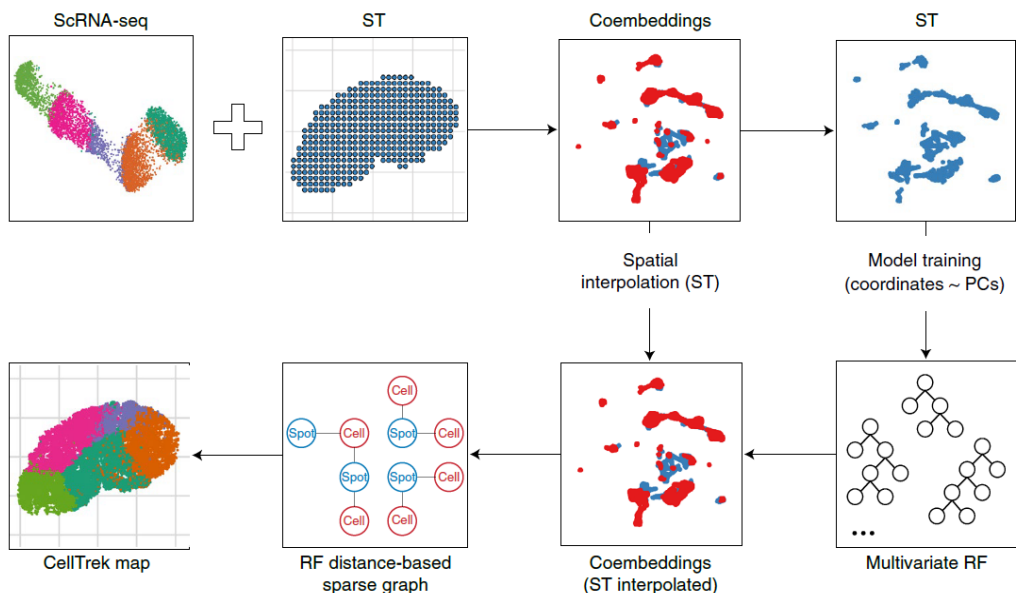 ScRNA-seq
ST
Coembeddings
ST
Spatial
interpolation (ST)
Model training
(coordinates ~ PCs)
Cell
Spot
Cell
Spot
Cell
Spot
Spot
Cell
Cell
Cell
CellTrek map
RF distance-based
sparse graph
Coembeddings
(ST interpolated)
Multivariate RF